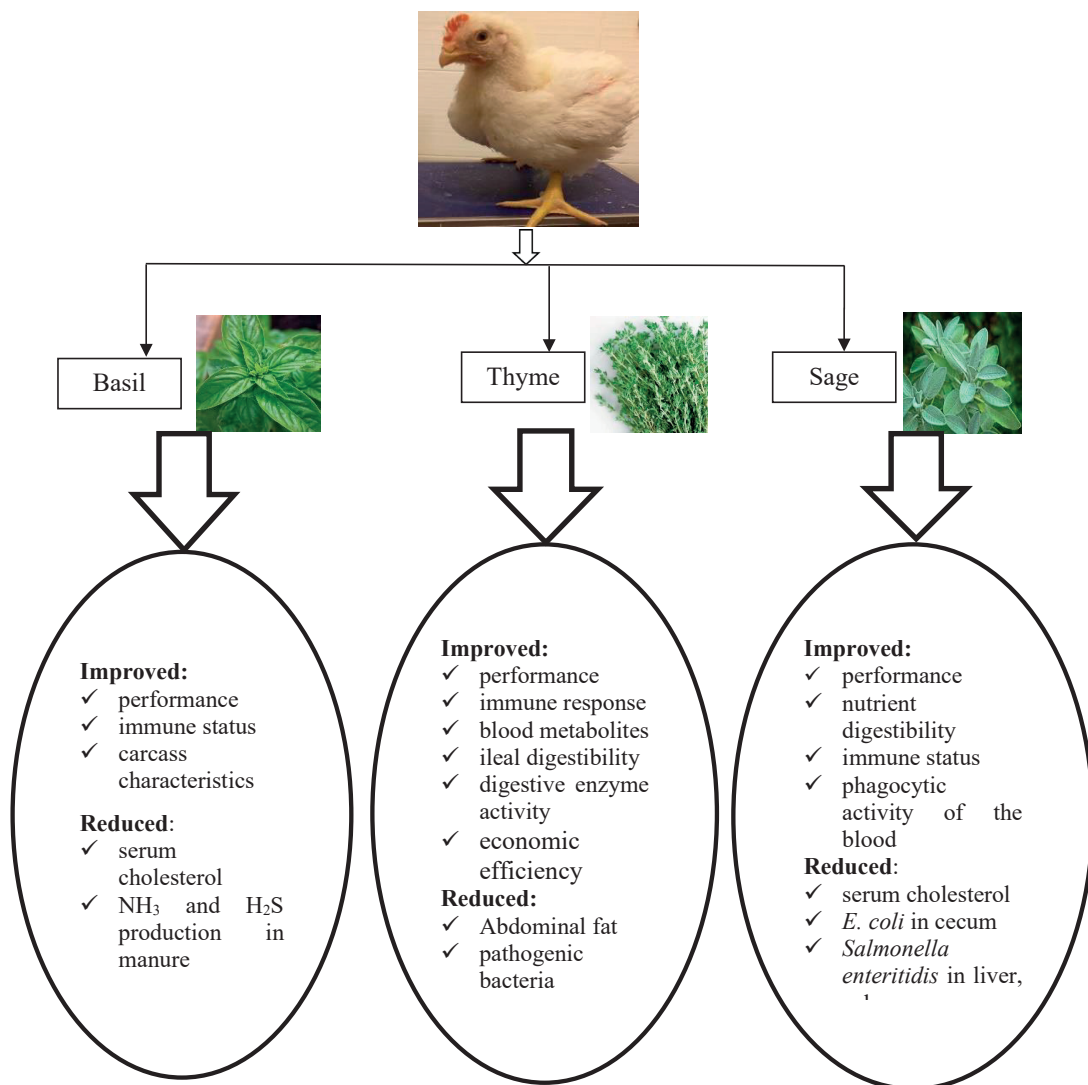 Basil
Thyme
Sage
Improved:
✓ performance
✓ immune status
✓ carcass
characteristics
Reduced:
✓ serum
cholesterol
✓ NH₃ and H₂S
production in
manure
Improved:
✓ performance
✓ immune response
✓ blood metabolites
✓ ileal digestibility
✓ digestive enzyme
activity
✓ economic
efficiency
Reduced:
✓ Abdominal fat
✓ pathogenic
bacteria
Improved:
✓ performance
✓ nutrient
digestibility
✓ immune status
✓ phagocytic
activity of the
blood
Reduced:
✓ serum cholesterol
✓ E. coli in cecum
✓ Salmonella
enteritidis in liver,